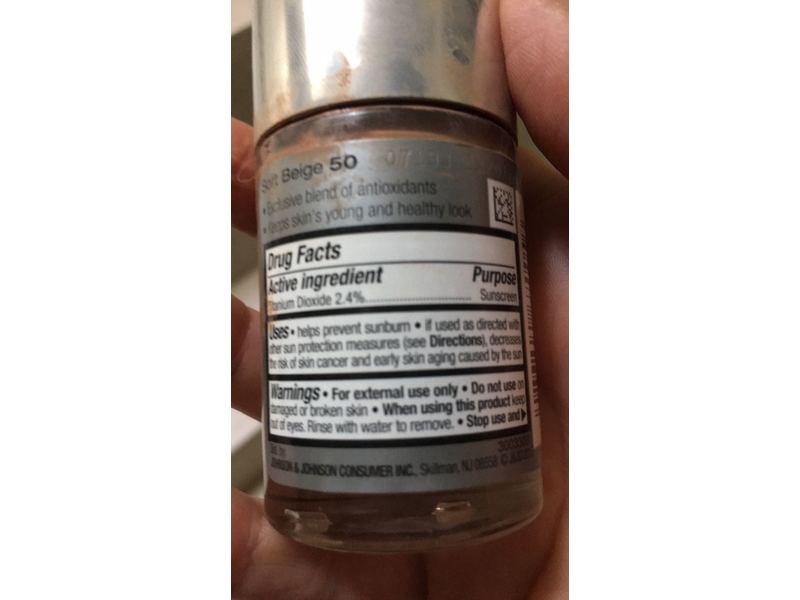 Soft Beige 50
• Exclusive blend of antioxidants
• Keeps skin's young and healthy look
Drug Facts
Active ingredient Purpose
Titanium Dioxide 2.4%.......................... Sunscreen
Uses • helps prevent sunburn • if used as directed with
other sun protection measures (see Directions), decreases
the risk of skin cancer and early skin aging caused by the sun
Warnings • For external use only • Do not use on
damaged or broken skin • When using this product keep
out of eyes. Rinse with water to remove. • Stop use and
Dist. by:
JOHNSON & JOHNSON CONSUMER INC., Skillman, NJ 08558 ©